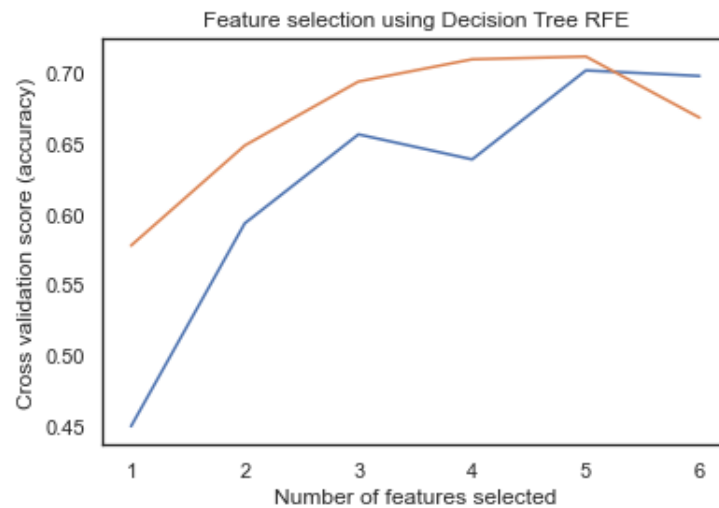 Feature selection using Decision Tree RFE
0.70
0.65
0.60
0.55
0.50
0.45
Cross validation score (accuracy)
1 2 3 4 5 6
Number of features selected